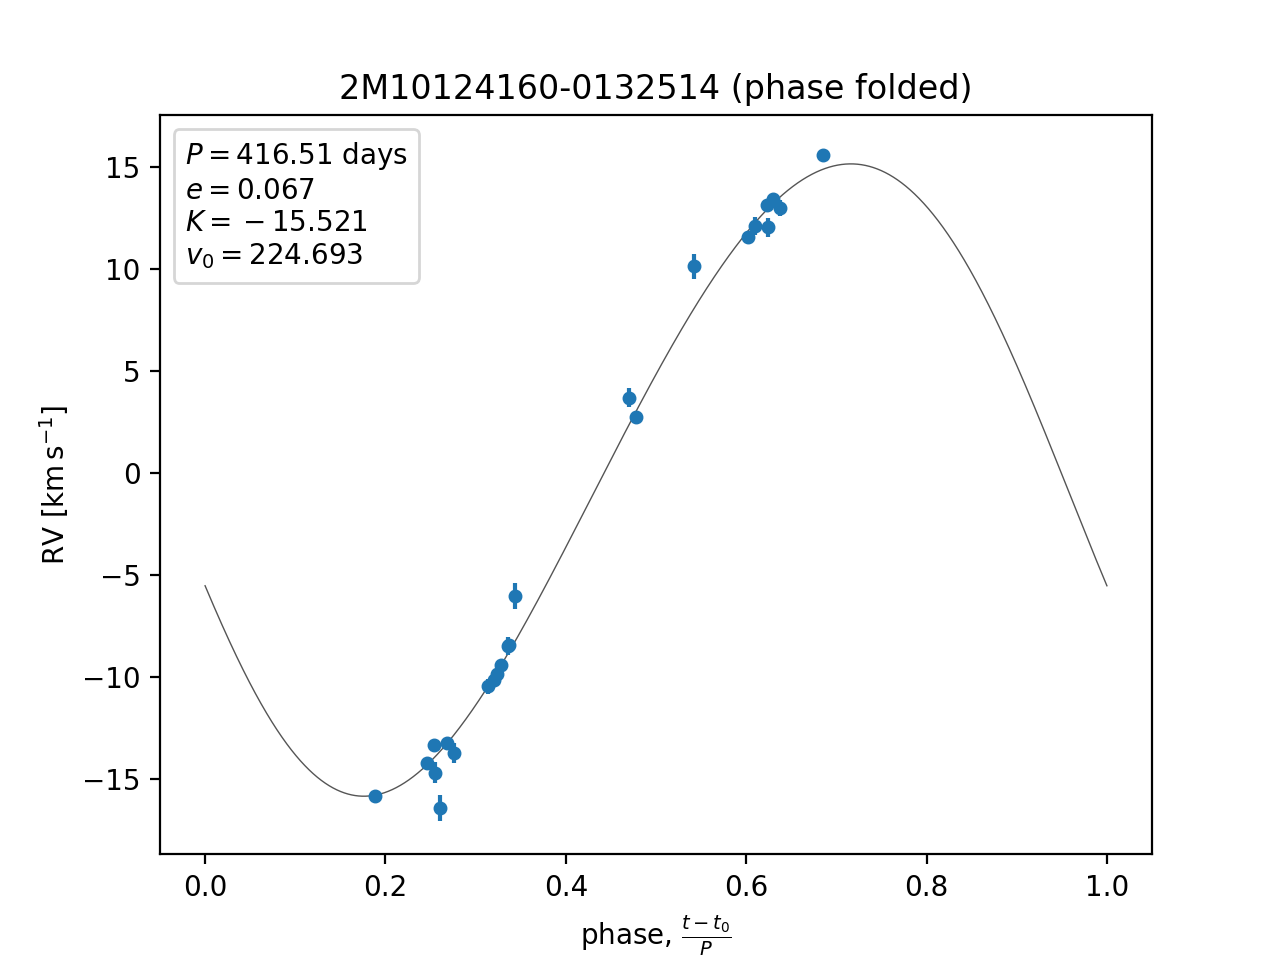 2M10124160-0132514 (phase folded)
P = 416.51 days
e = 0.067
K = −15.521
v₀ = 224.693
15
10
5
0
−5
−10
−15
RV [km s⁻¹]
0.0 0.2 0.4 0.6 0.8 1.0
phase, (t − t₀)/P